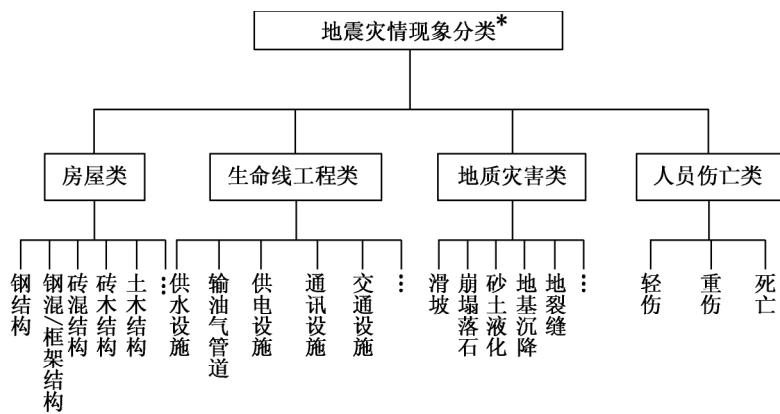 地震灾情现象分类*
房屋类
生命线工程类
地质灾害类
人员伤亡类
钢结构
钢混/框架结构
砖混结构
砖木结构
土木结构
…
供水设施
输油气管道
供电设施
通讯设施
交通设施
…
滑坡
崩塌落石
砂土液化
地基沉降
地裂缝
…
轻伤
重伤
死亡